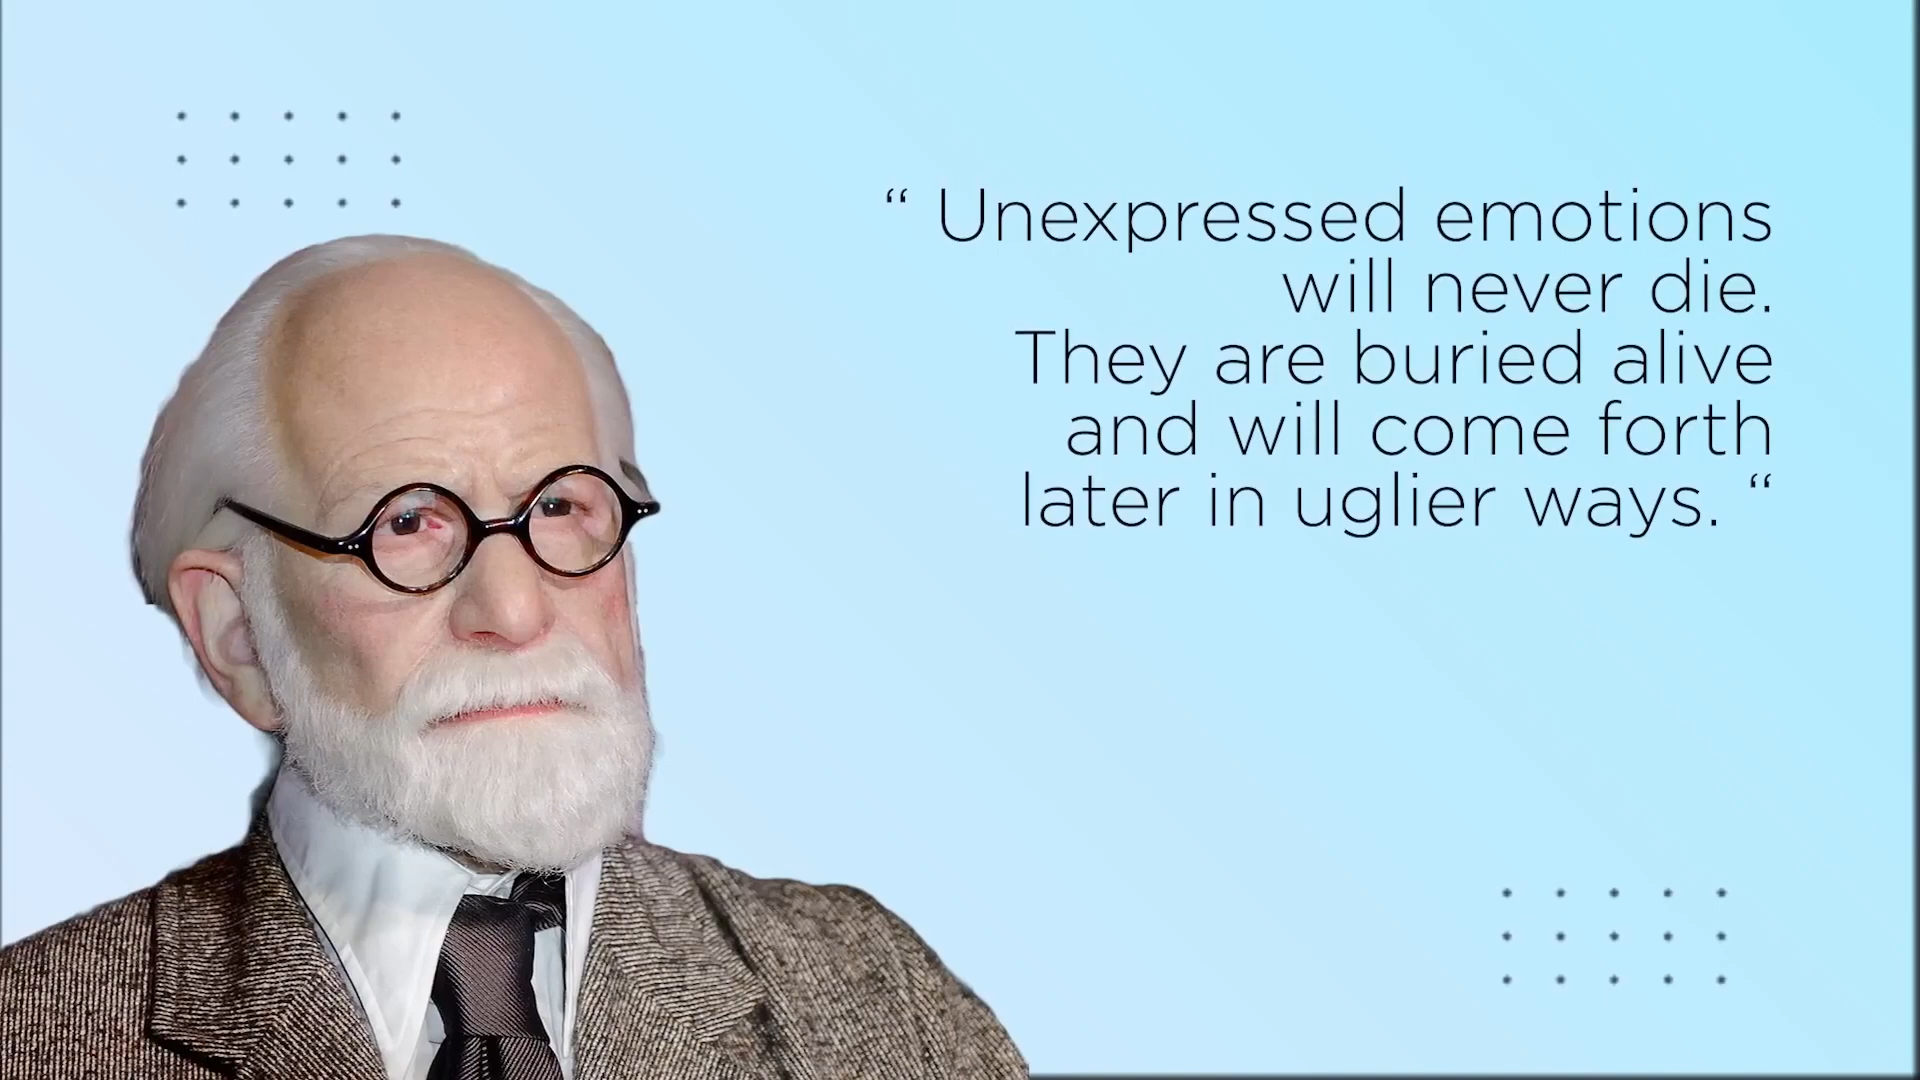 “ Unexpressed emotions
will never die.
They are buried alive
and will come forth
later in uglier ways. “